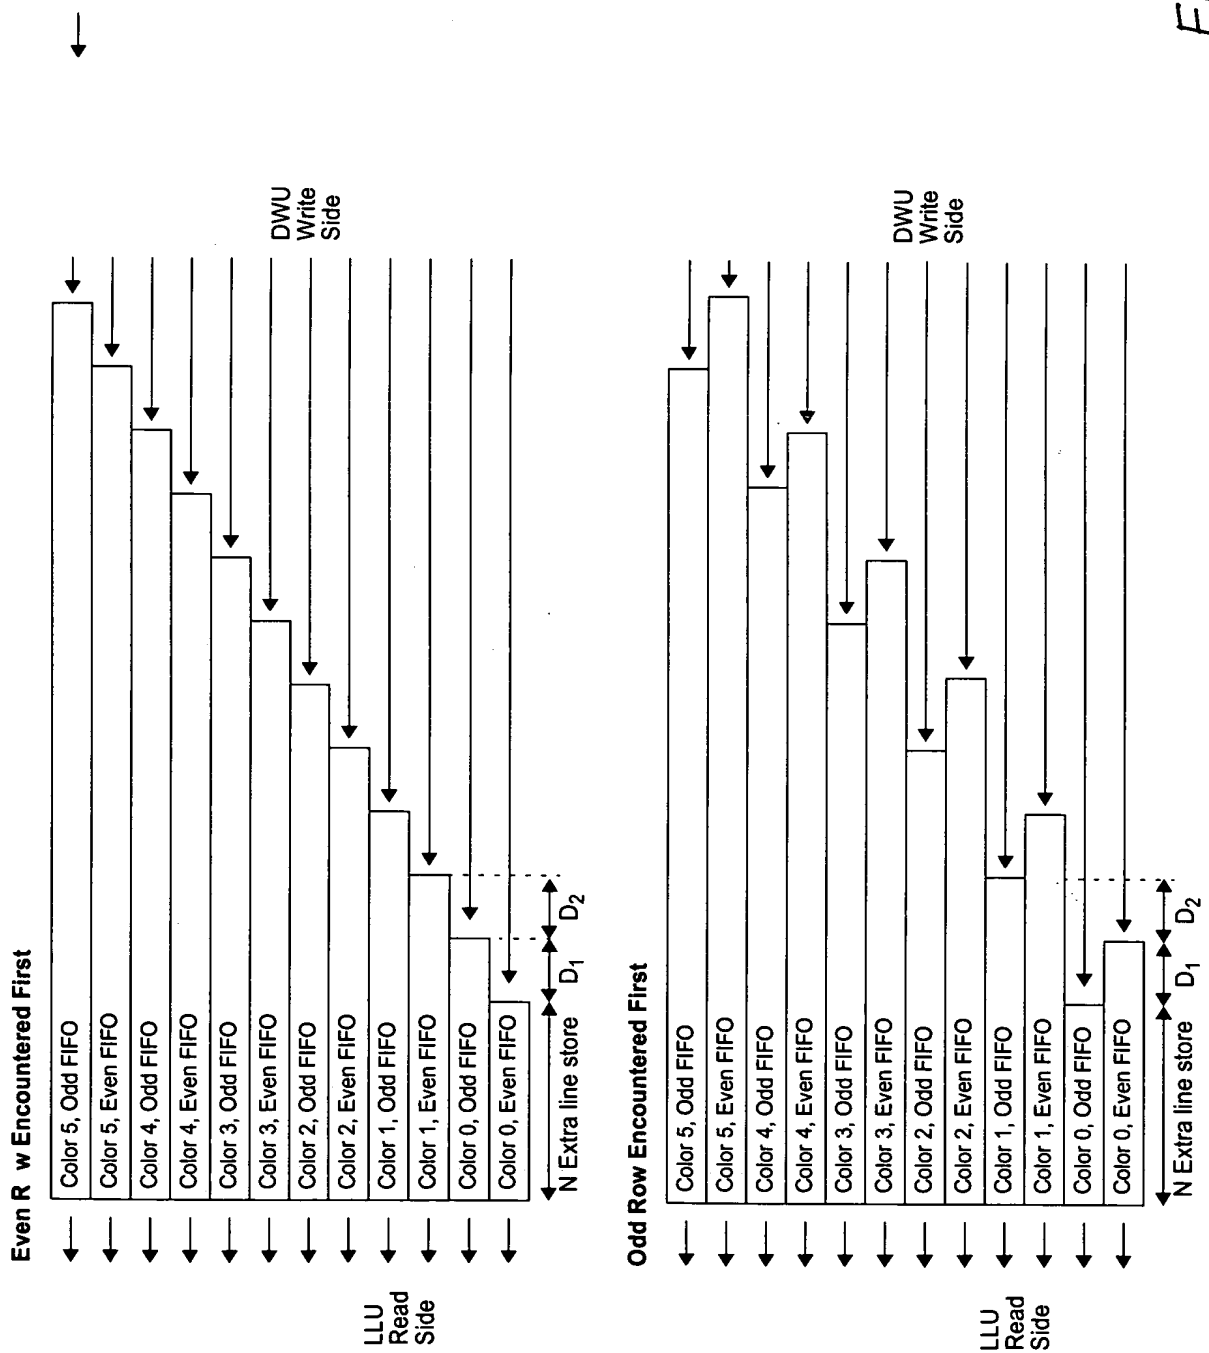 Even R w Encountered First
Color 5, Odd FIFO
Color 5, Even FIFO
Color 4, Odd FIFO
Color 4, Even FIFO
Color 3, Odd FIFO
Color 3, Even FIFO
Color 2, Odd FIFO
Color 2, Even FIFO
Color 1, Odd FIFO
Color 1, Even FIFO
Color 0, Odd FIFO
Color 0, Even FIFO
LLU
Read
Side
DWU
Write
Side
N Extra line store
D1
D2
Odd Row Encountered First
Color 5, Odd FIFO
Color 5, Even FIFO
Color 4, Odd FIFO
Color 4, Even FIFO
Color 3, Odd FIFO
Color 3, Even FIFO
Color 2, Odd FIFO
Color 2, Even FIFO
Color 1, Odd FIFO
Color 1, Even FIFO
Color 0, Odd FIFO
Color 0, Even FIFO
LLU
Read
Side
DWU
Write
Side
N Extra line store
D1
D2